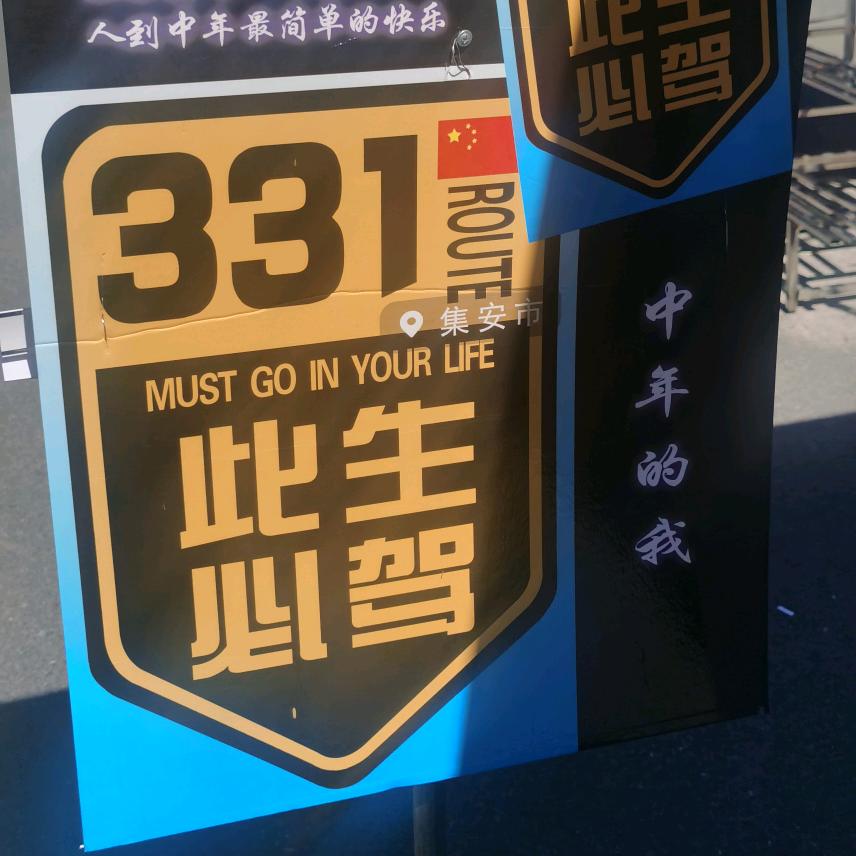 人到中年最简单的快乐
此生
必驾
331
ROUTE
集安市
MUST GO IN YOUR LIFE
此生
必驾
中年的我